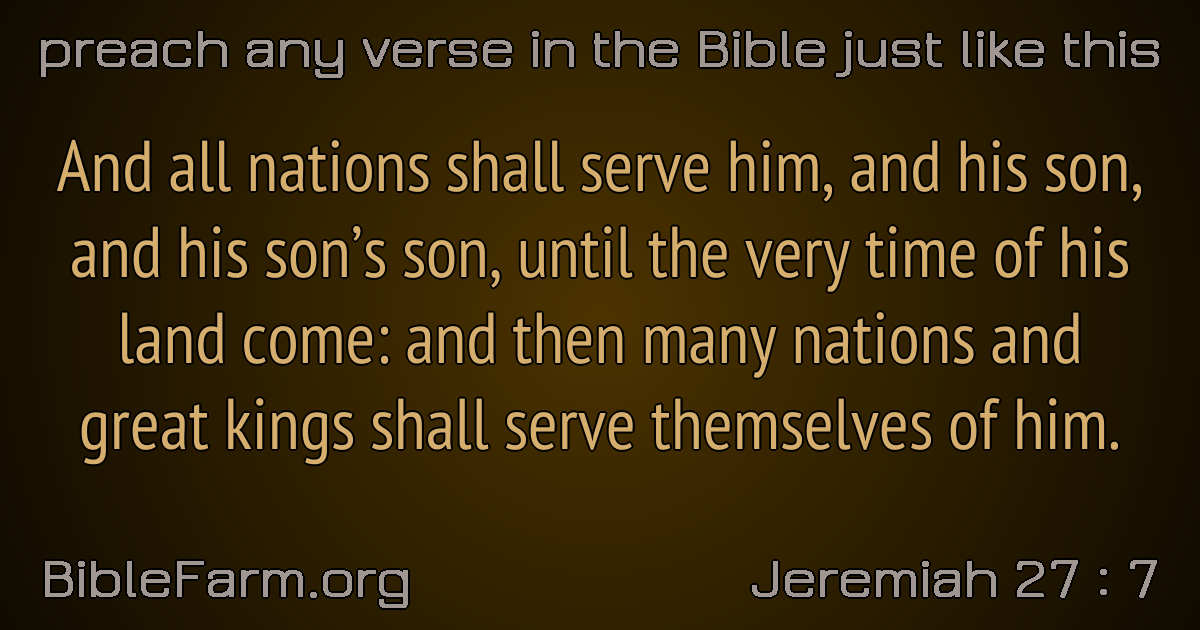 preach any verse in the Bible just like this
And all nations shall serve him, and his son,
and his son’s son, until the very time of his
land come: and then many nations and
great kings shall serve themselves of him.
BibleFarm.org
Jeremiah 27 : 7